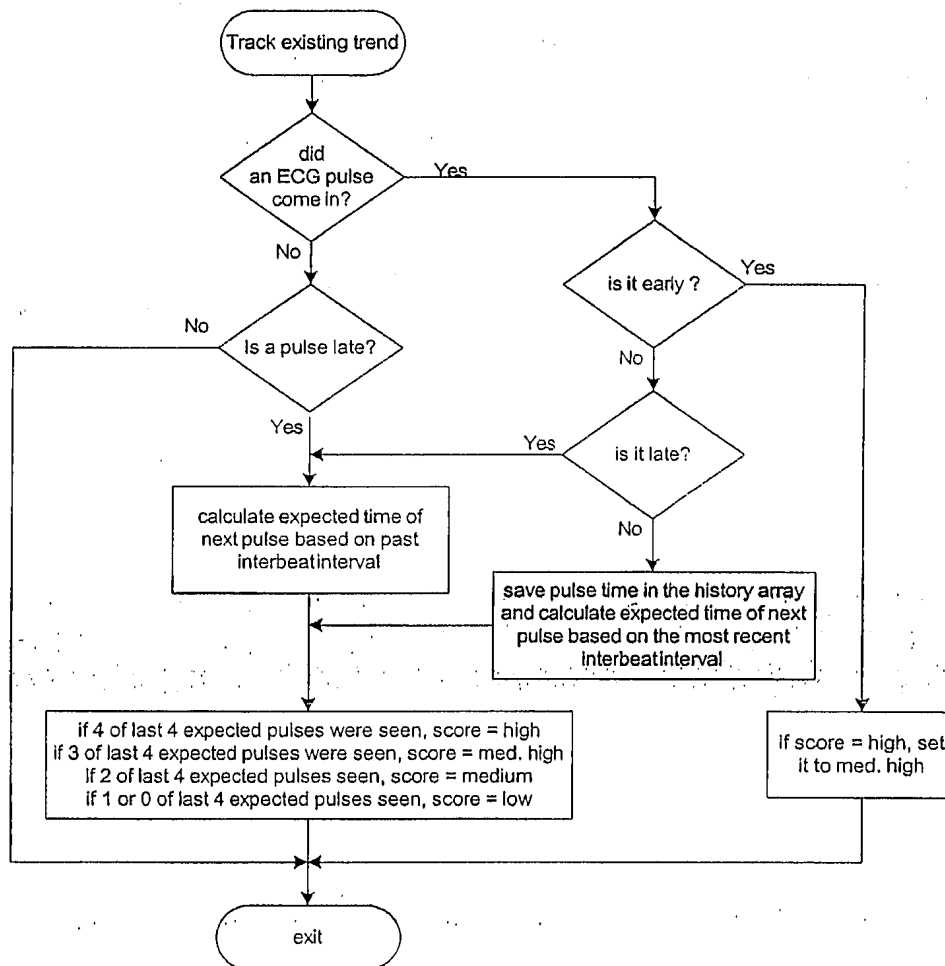 Track existing trend
did
an ECG pulse
come in?
Yes
No
is it early ?
Yes
No
Is a pulse late?
No
Yes
is it late?
Yes
No
calculate expected time of
next pulse based on past
interbeat interval
save pulse time in the history array
and calculate expected time of next
pulse based on the most recent
interbeat interval
if 4 of last 4 expected pulses were seen, score = high
if 3 of last 4 expected pulses were seen, score = med. high
if 2 of last 4 expected pulses seen, score = medium
if 1 or 0 of last 4 expected pulses seen, score = low
if score = high, set
it to med. high
exit